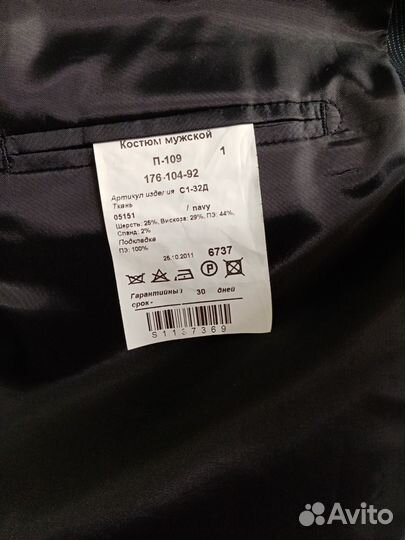 Костюм мужской
П-109 1
176-104-92
Артикул изделия С1-32Д
Ткань
05151 / navy
Шерсть: 25%, Вискоза: 29%, ПЭ: 44%,
Спанд: 2%
Подкладка
ПЭ: 100%
25.10.2011 6737
P
Гарантийный 30 дней
срок -
S1137369
Avito